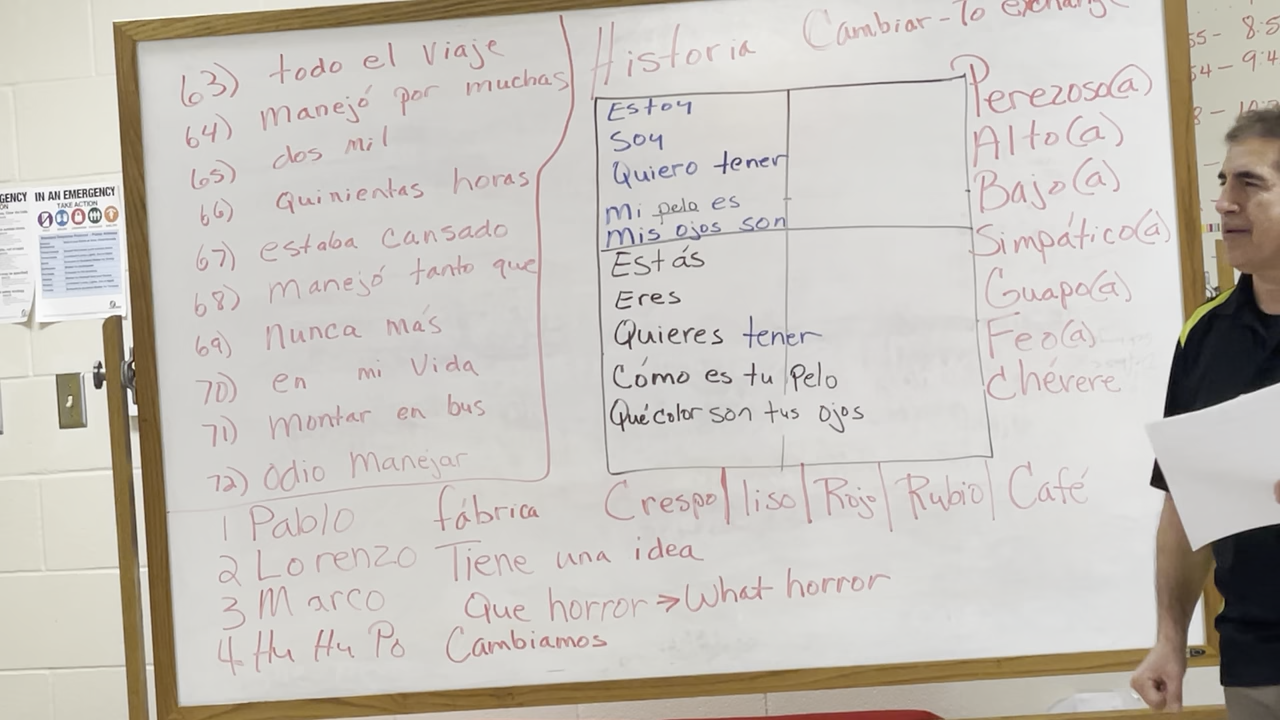 63) todo el viaje
64) manejó por muchas
65) dos mil
66) quinientas horas
67) estaba cansado
68) manejó tanto que
69) nunca más
70) en mi vida
71) montar en bus
72) odio manejar
1 Pablo fábrica
2 Lorenzo Tiene una idea
3 Marco Que horror → What horror
4. Hu Hu Po Cambiamos
Historia Cambiar - To exchange
Estoy
Soy
Quiero tener
Mi pelo es
Mis ojos son
Estás
Eres
Quieres tener
Cómo es tu pelo
Qué color son tus ojos
Perezoso(a)
Alto(a)
Bajo(a)
Simpático(a)
Guapo(a)
Feo(a)
Chévere
Crespo | liso | Rojo | Rubio | Café
IN AN EMERGENCY
TAKE ACTION